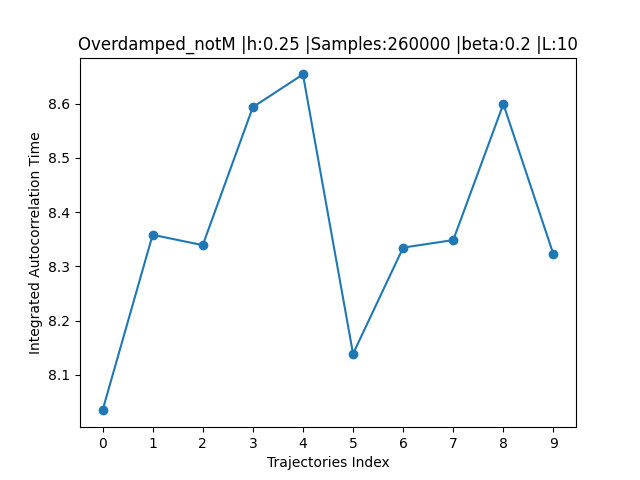 Overdamped_notM |h:0.25 |Samples:260000 |beta:0.2 |L:10
Integrated Autocorrelation Time
8.6
8.5
8.4
8.3
8.2
8.1
0 1 2 3 4 5 6 7 8 9
Trajectories Index